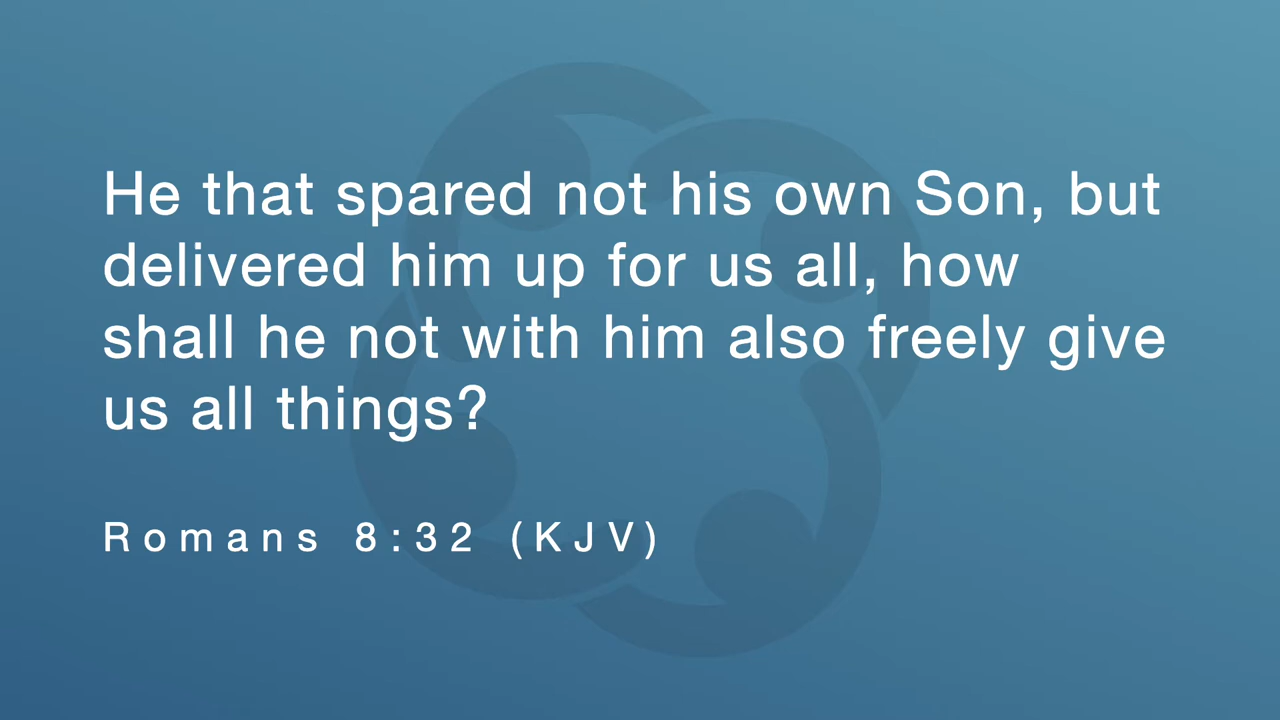 He that spared not his own Son, but
delivered him up for us all, how
shall he not with him also freely give
us all things?
Romans 8:32 (KJV)